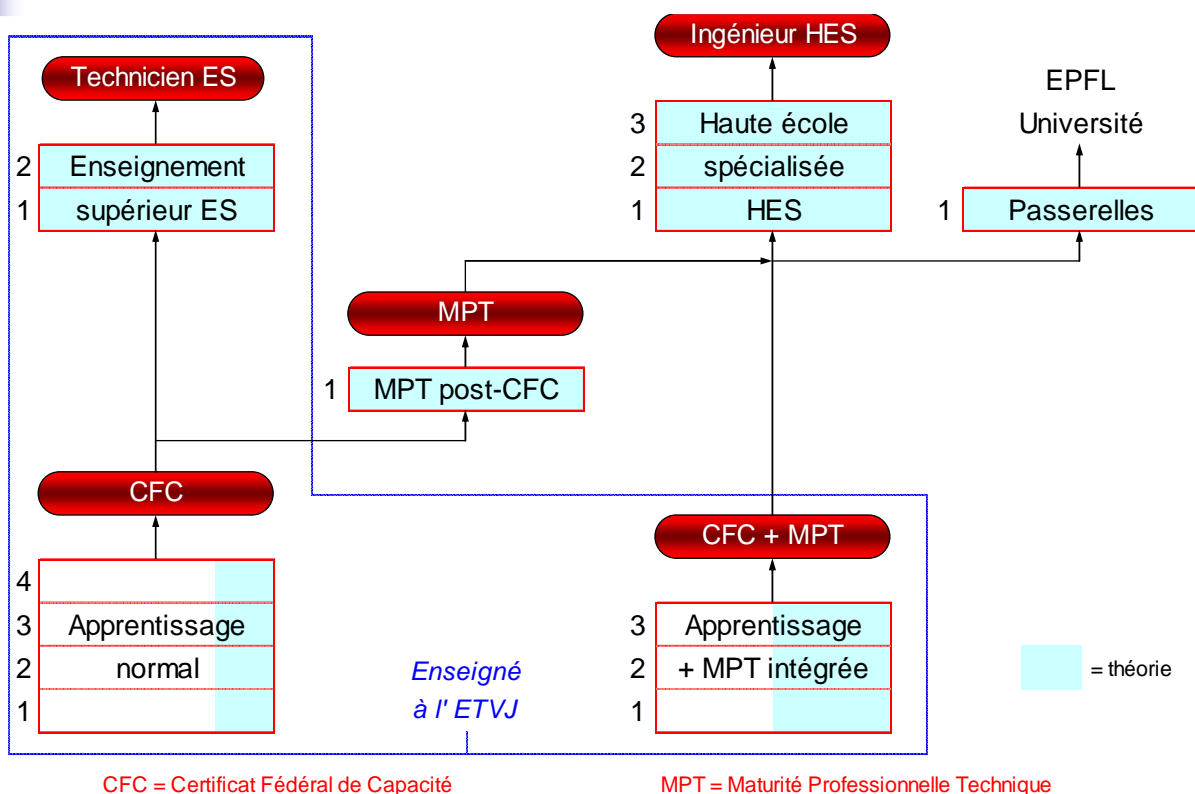 Ingénieur HES
Technicien ES
EPFL
Université
3 Haute école
2 spécialisée
1 HES
2 Enseignement
1 supérieur ES
1 Passerelles
MPT
1 MPT post-CFC
CFC
CFC + MPT
4
3 Apprentissage
2 normal
1
Enseigné
à l' ETVJ
3 Apprentissage
2 + MPT intégrée
1
= théorie
CFC = Certificat Fédéral de Capacité
MPT = Maturité Professionnelle Technique